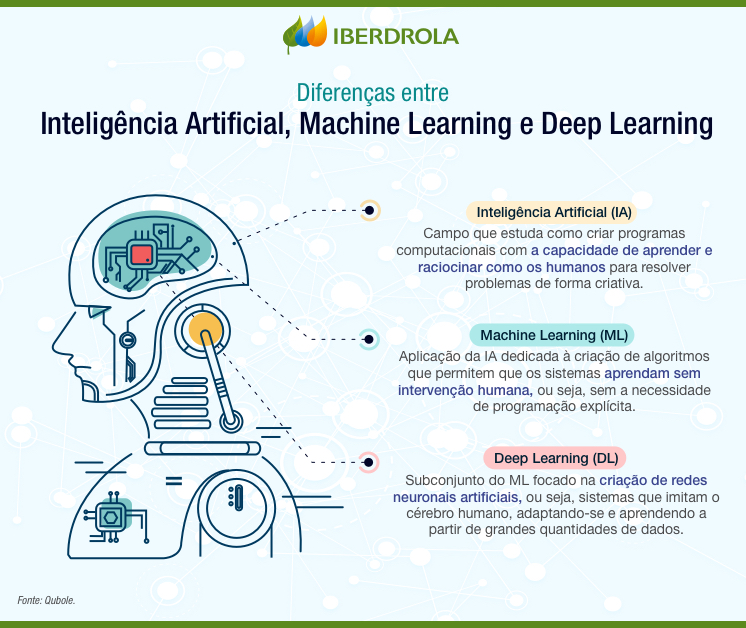 IBERDROLA
Diferenças entre
Inteligência Artificial, Machine Learning e Deep Learning
Inteligência Artificial (IA)
Campo que estuda como criar programas
computacionais com a capacidade de aprender e
raciocinar como os humanos para resolver
problemas de forma criativa.
Machine Learning (ML)
Aplicação da IA dedicada à criação de algoritmos
que permitem que os sistemas aprendam sem
intervenção humana, ou seja, sem a necessidade
de programação explícita.
Deep Learning (DL)
Subconjunto do ML focado na criação de redes
neuronais artificiais, ou seja, sistemas que imitam o
cérebro humano, adaptando-se e aprendendo a
partir de grandes quantidades de dados.
Fonte: Qubole.